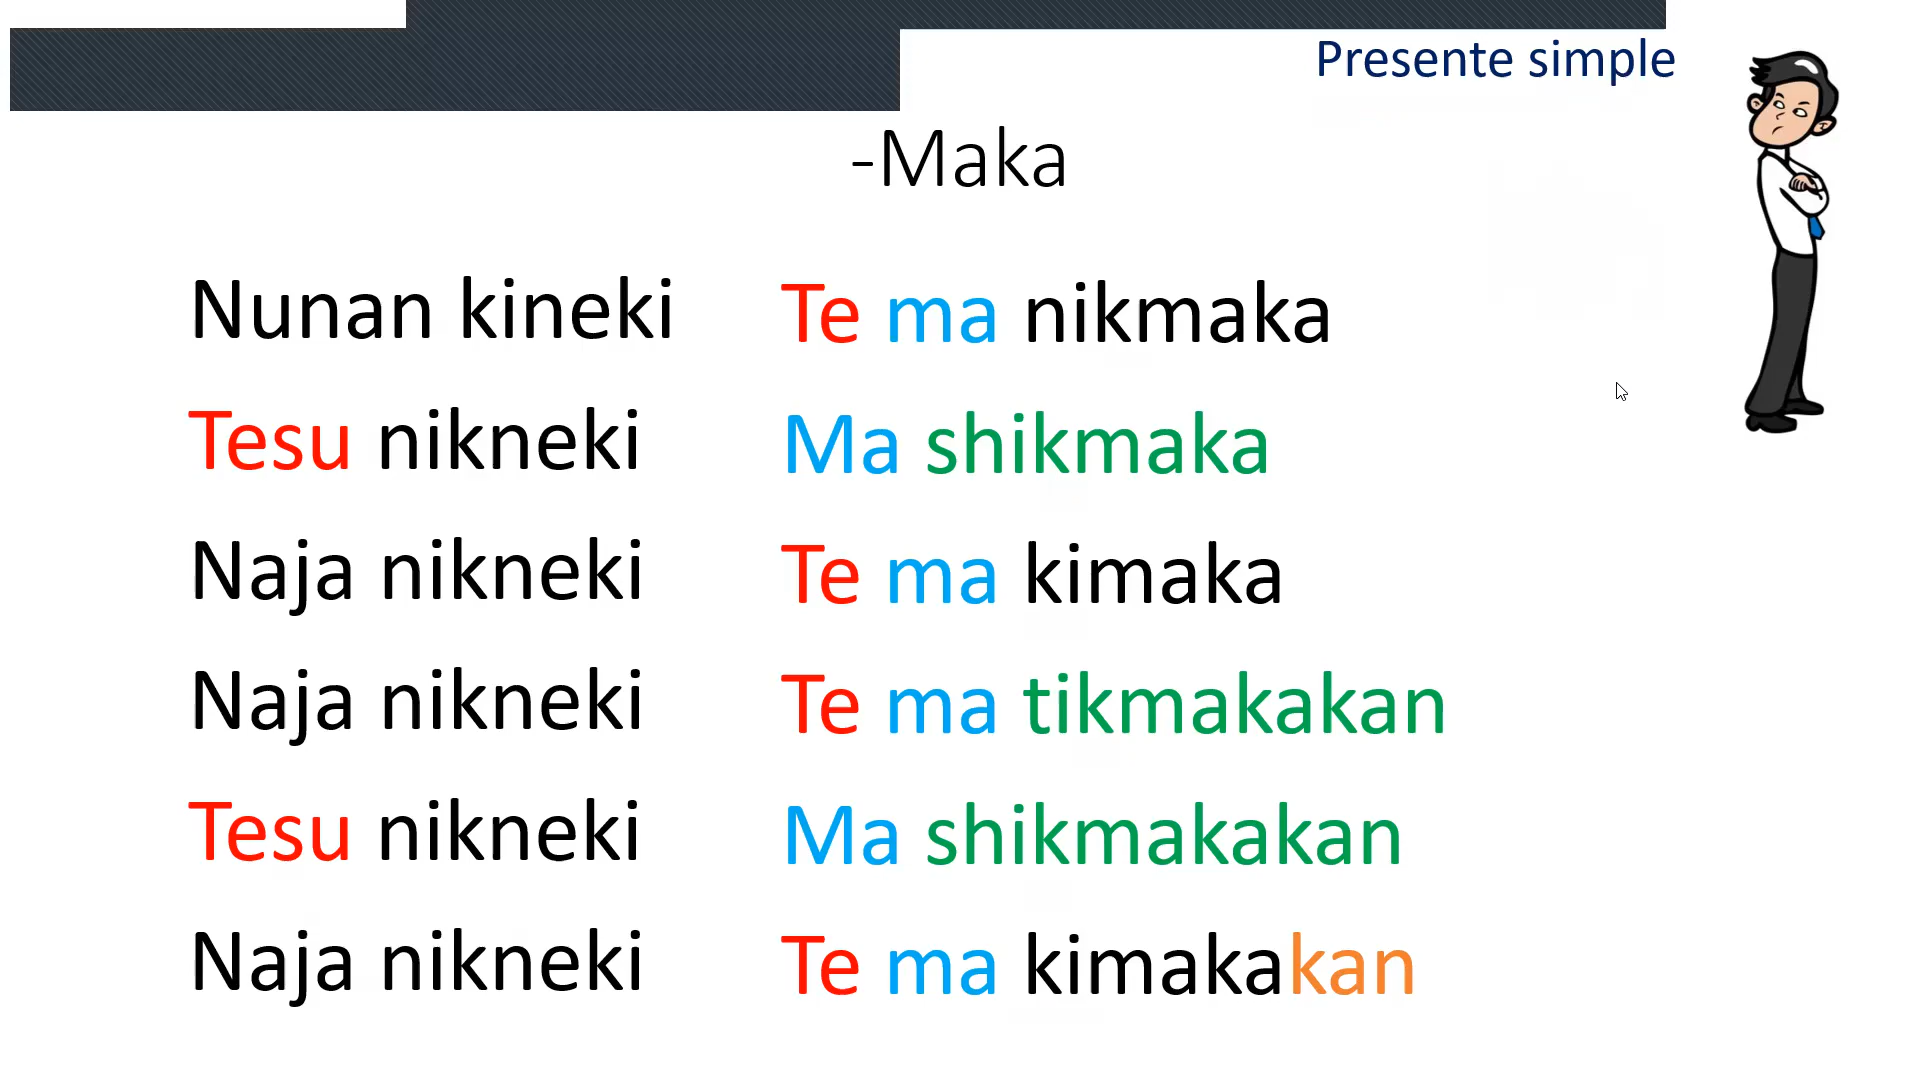 Presente simple
-Maka
Nunan kineki Te ma nikmaka
Tesu nikneki Ma shikmaka
Naja nikneki Te ma kimaka
Naja nikneki Te ma tikmakakan
Tesu nikneki Ma shikmakakan
Naja nikneki Te ma kimakakan